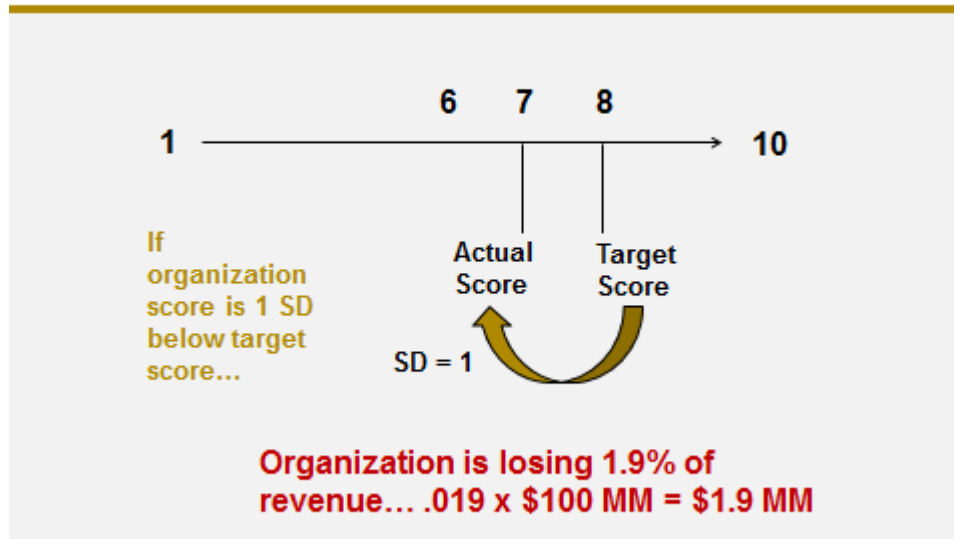 6 7 8
1 10
If
organization
score is 1 SD
below target
score…
Actual
Score
Target
Score
SD = 1
Organization is losing 1.9% of
revenue… .019 x $100 MM = $1.9 MM